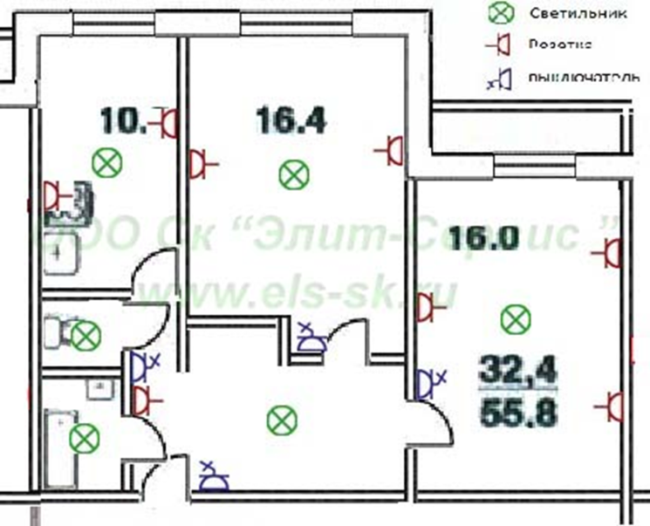 Светильник
Розетка
выключатель
10.
16.4
ООО Ск “Элит-Сервис ”
16.0
www.els-sk.ru
32,4
55.8